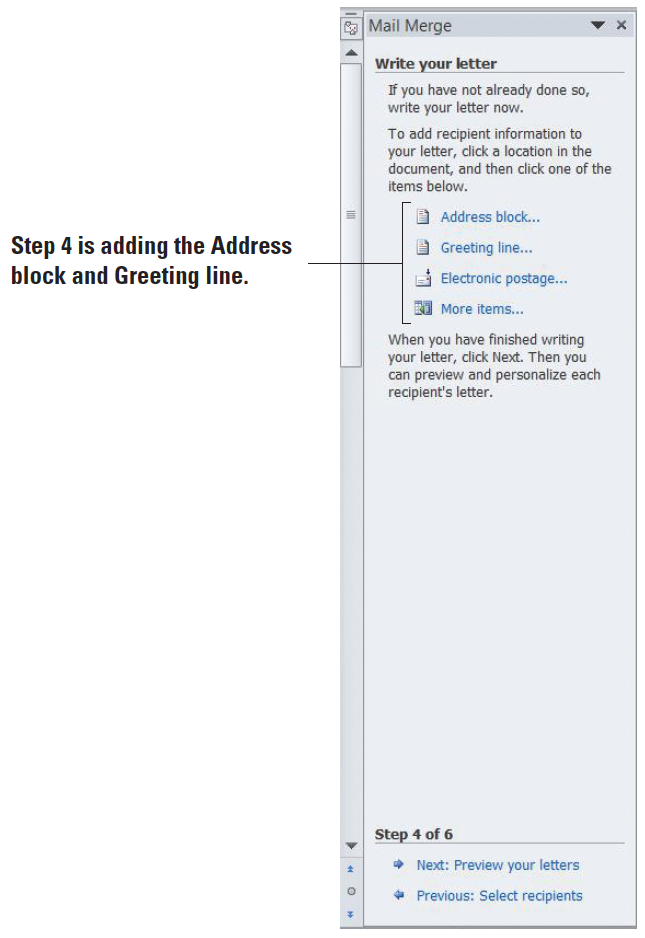 Mail Merge
Write your letter
If you have not already done so,
write your letter now.
To add recipient information to
your letter, click a location in the
document, and then click one of the
items below.
Address block...
Greeting line...
Electronic postage...
More items...
Step 4 is adding the Address
block and Greeting line.
When you have finished writing
your letter, click Next. Then you
can preview and personalize each
recipient's letter.
Step 4 of 6
Next: Preview your letters
Previous: Select recipients